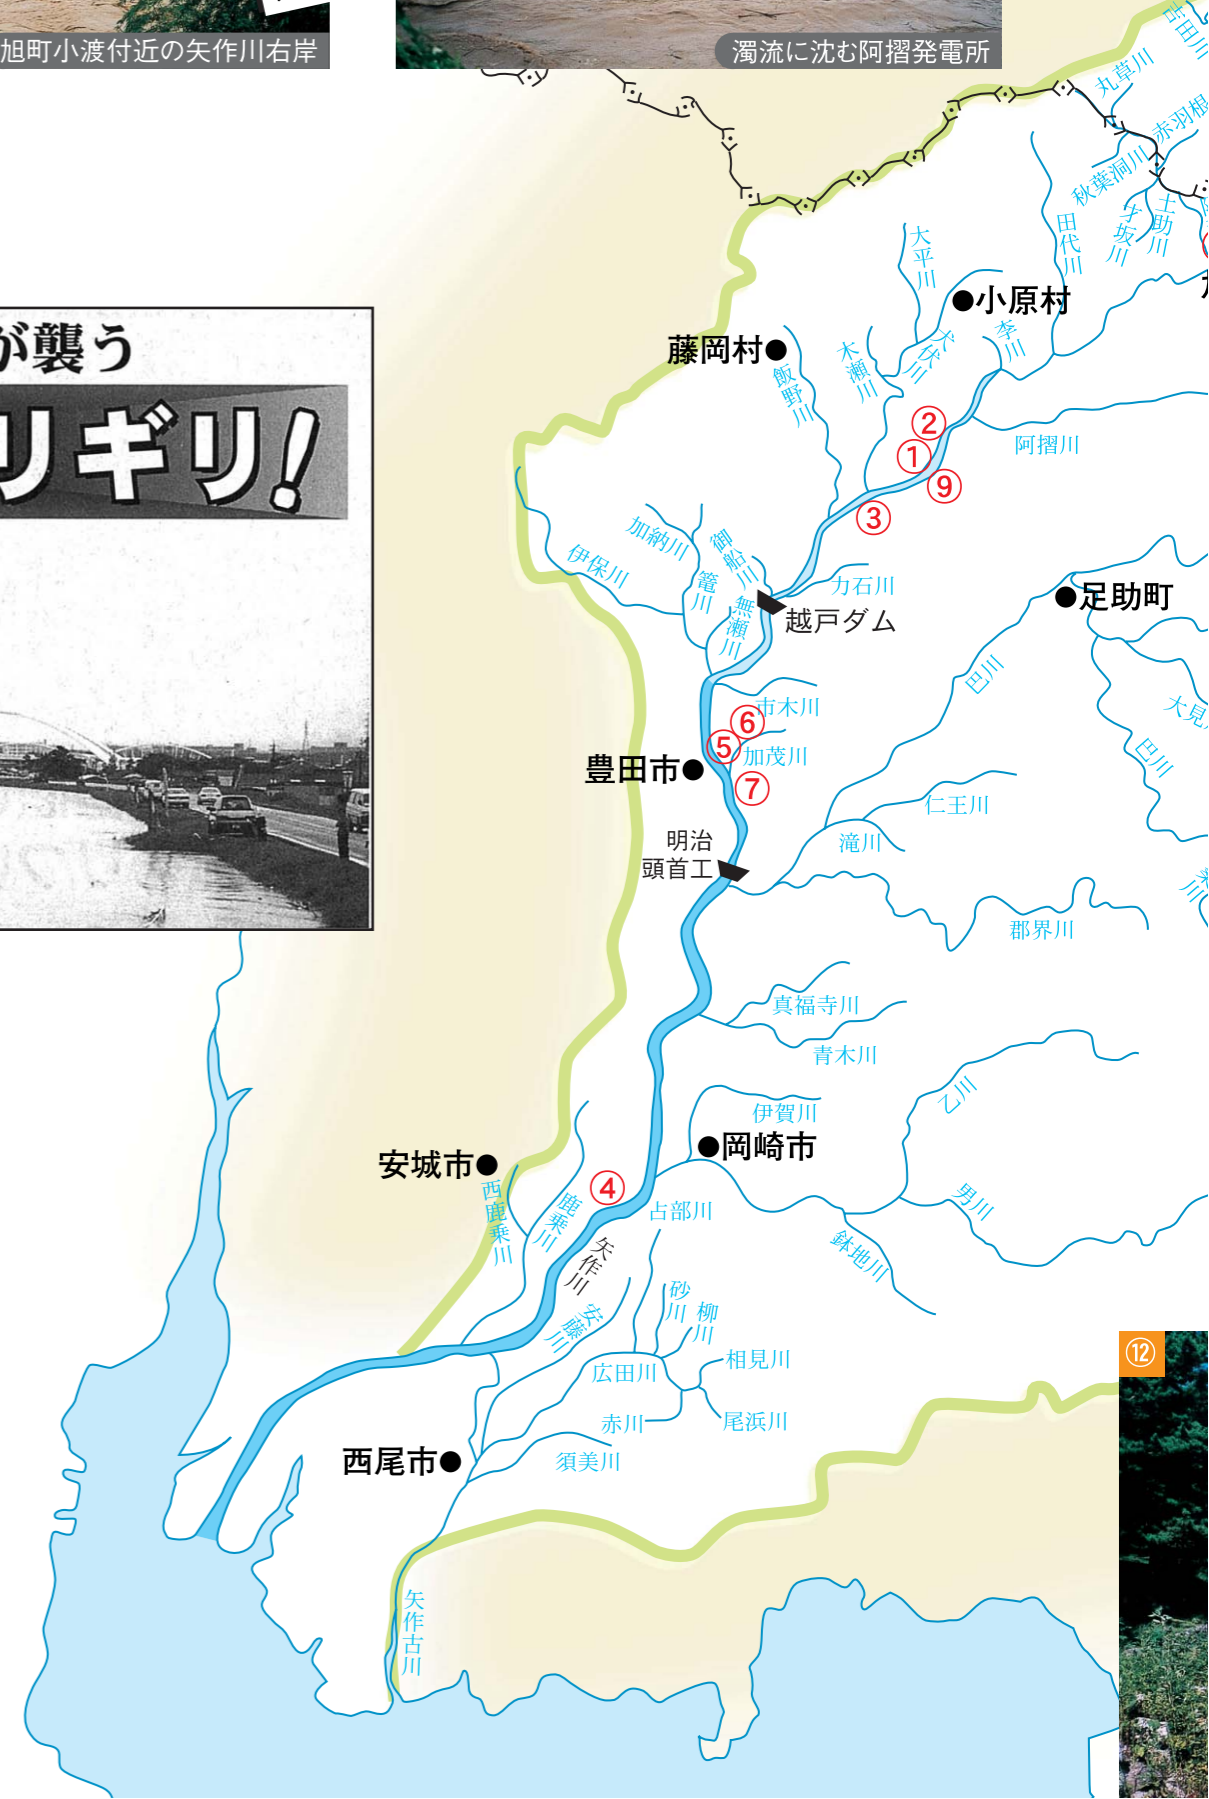 旭町小渡付近の矢作川右岸
濁流に沈む阿摺発電所
吉田川
丸草川
赤羽根
秋葉洞川
土助川
才坂川
田代川
大平川
●小原村
李川
犬伏川
木瀬川
藤岡村●
飯野川
が襲う
リギリ!
②
①
⑨
③
阿摺川
加納川
御船川
伊保川
篭川
無瀬川
力石川
越戸ダム
●足助町
三巴
大見
巴川
市木川
⑥
⑤
加茂川
⑦
豊田市●
仁王川
滝川
明治
頭首工
郡界川
真福寺川
青木川
乙三
伊賀川
●岡崎市
安城市●
西鹿乗川
鹿乗川
④
占部川
男川
鉢地川
矢作川
安藤川
砂川
柳川
相見川
広田川
赤川
尾浜川
須美川
西尾市●
矢作古川
⑫